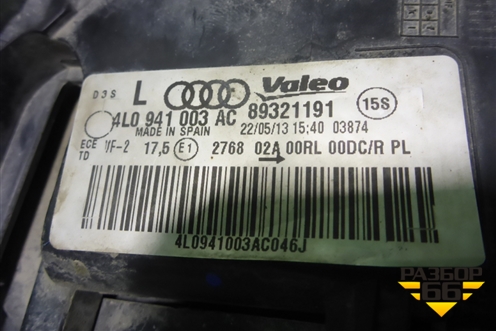 D3S L Valeo
4L0 941 003 AC 89321191 15S
MADE IN SPAIN 22/05/13 15:40 03874
ECE TD IF-2 17,5 E1 2768 02A 00RL 00DC/R PL
4L0941003AC046J
РАЗБОР
66